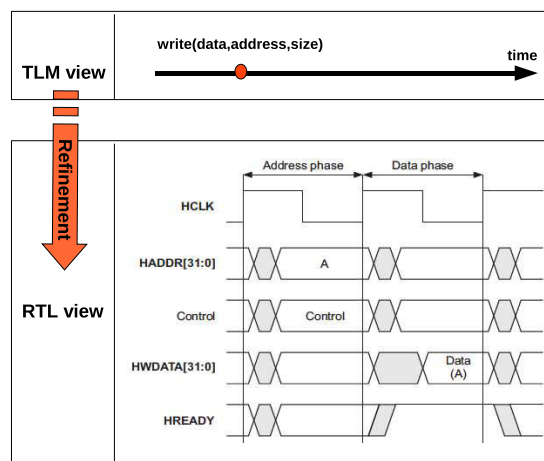 write(data,address,size)
time
TLM view
Refinement
Address phase
Data phase
HCLK
HADDR[31:0]
A
RTL view
Control
Control
HWDATA[31:0]
Data
(A)
HREADY